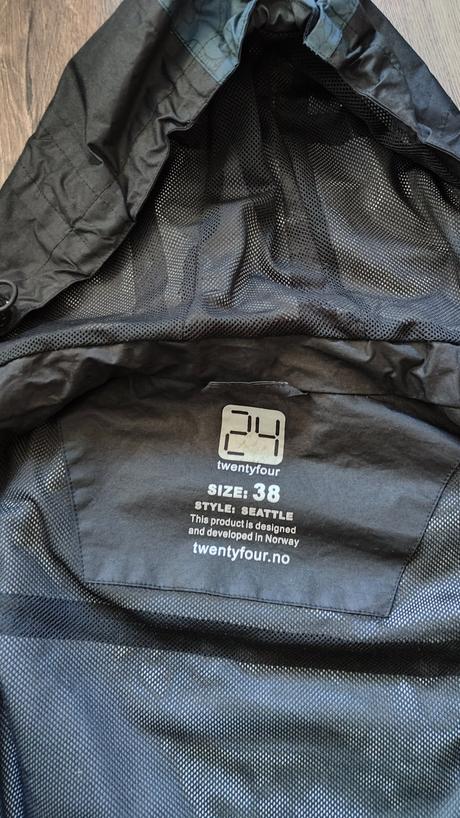 24
twentyfour
SIZE: 38
STYLE: SEATTLE
This product is designed
and developed in Norway
twentyfour.no